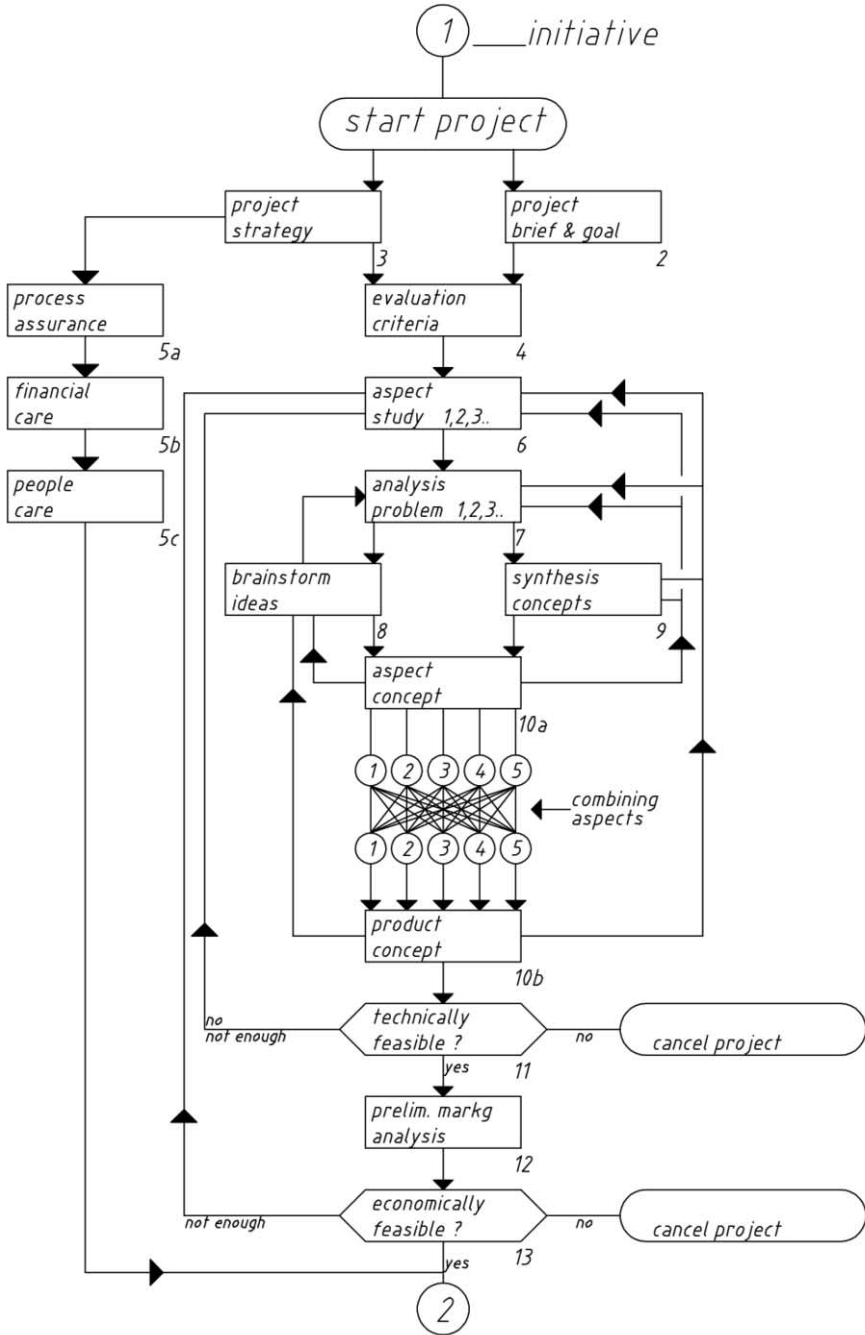 1 initiative
start project
project
strategy
3
project
brief & goal
2
process
assurance
5a
evaluation
criteria
4
financial
care
5b
aspect
study 1,2,3..
6
people
care
5c
analysis
problem 1,2,3..
7
brainstorm
ideas
8
synthesis
concepts
9
aspect
concept
10a
1 2 3 4 5
combining
aspects
1 2 3 4 5
product
concept
10b
no
not enough
technically
feasible ?
11
no
cancel project
yes
prelim. markg
analysis
12
not enough
economically
feasible ?
13
no
cancel project
yes
2